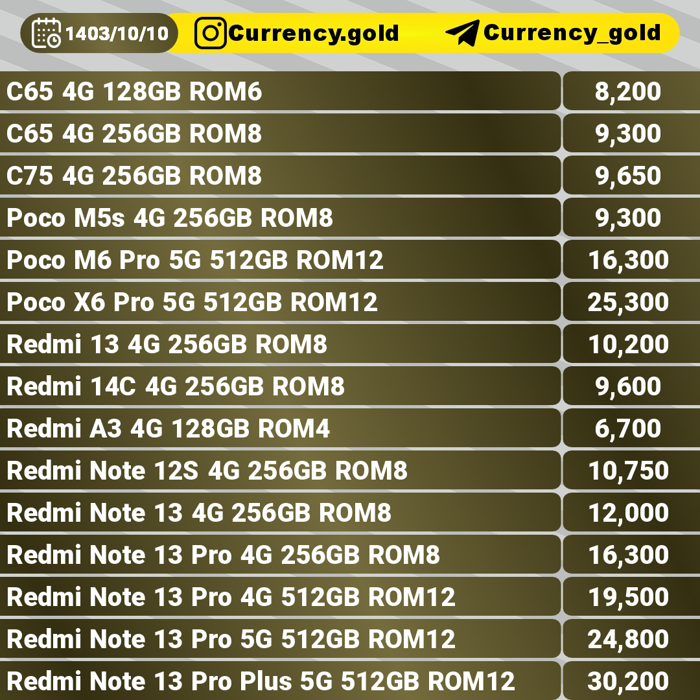 1403/10/10 Currency.gold Currency_gold
C65 4G 128GB ROM6 8,200
C65 4G 256GB ROM8 9,300
C75 4G 256GB ROM8 9,650
Poco M5s 4G 256GB ROM8 9,300
Poco M6 Pro 5G 512GB ROM12 16,300
Poco X6 Pro 5G 512GB ROM12 25,300
Redmi 13 4G 256GB ROM8 10,200
Redmi 14C 4G 256GB ROM8 9,600
Redmi A3 4G 128GB ROM4 6,700
Redmi Note 12S 4G 256GB ROM8 10,750
Redmi Note 13 4G 256GB ROM8 12,000
Redmi Note 13 Pro 4G 256GB ROM8 16,300
Redmi Note 13 Pro 4G 512GB ROM12 19,500
Redmi Note 13 Pro 5G 512GB ROM12 24,800
Redmi Note 13 Pro Plus 5G 512GB ROM12 30,200